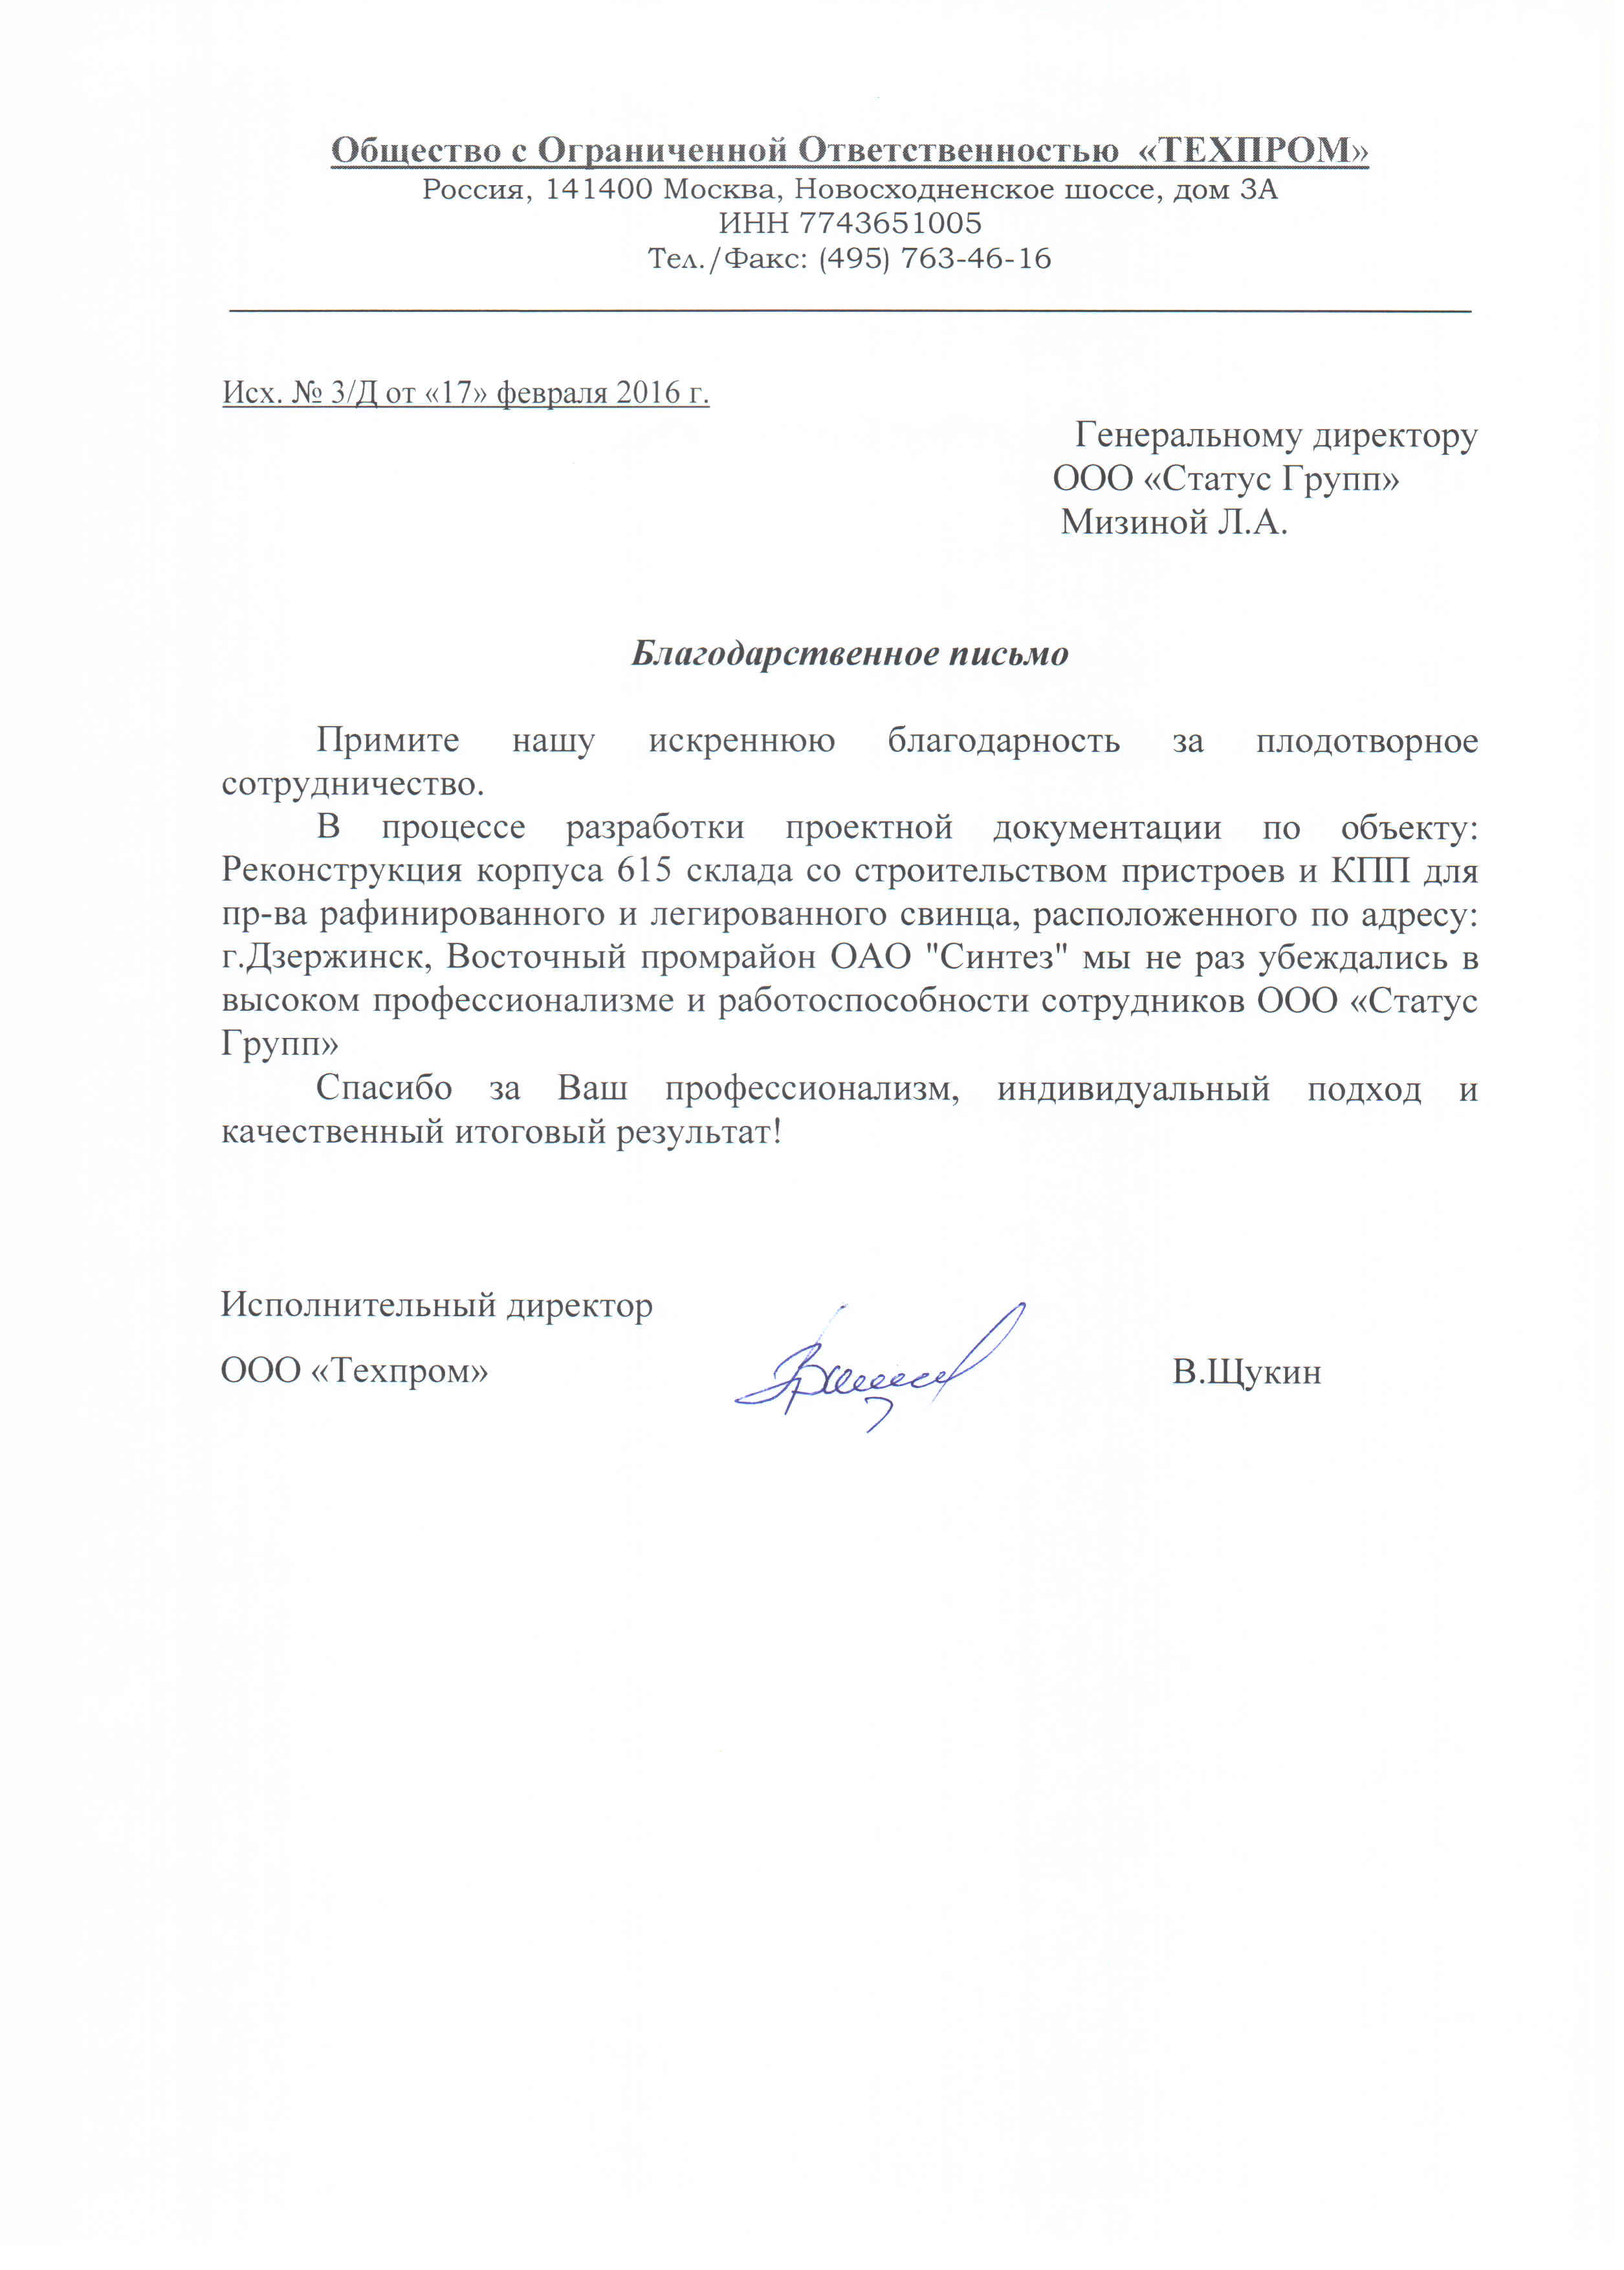 Общество с Ограниченной Ответственностью «ТЕХПРОМ»
Россия, 141400 Москва, Новосходненское шоссе, дом 3А
ИНН 7743651005
Тел./Факс: (495) 763-46-16
Исх. № 3/Д от «17» февраля 2016 г.
Генеральному директору
ООО «Статус Групп»
Мизиной Л.А.
Благодарственное письмо
Примите нашу искреннюю благодарность за плодотворное
сотрудничество.
В процессе разработки проектной документации по объекту:
Реконструкция корпуса 615 склада со строительством пристроев и КПП для
пр-ва рафинированного и легированного свинца, расположенного по адресу:
г.Дзержинск, Восточный промрайон ОАО "Синтез" мы не раз убеждались в
высоком профессионализме и работоспособности сотрудников ООО «Статус
Групп»
Спасибо за Ваш профессионализм, индивидуальный подход и
качественный итоговый результат!
Исполнительный директор
ООО «Техпром»
В.Щукин